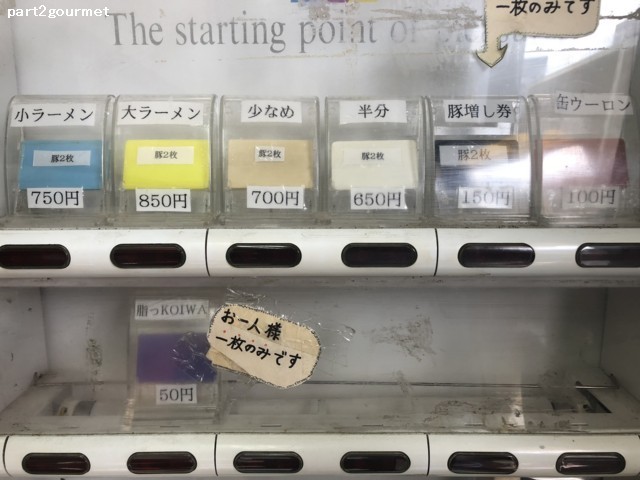 part2gourmet
一枚のみです
The starting point of
小ラーメン
豚2枚
750円
大ラーメン
豚2枚
850円
少なめ
豚2枚
700円
半分
豚2枚
650円
豚増し券
豚2枚
150円
缶ウーロン
100円
脂っKOIWA
50円
お一人様
一枚のみです